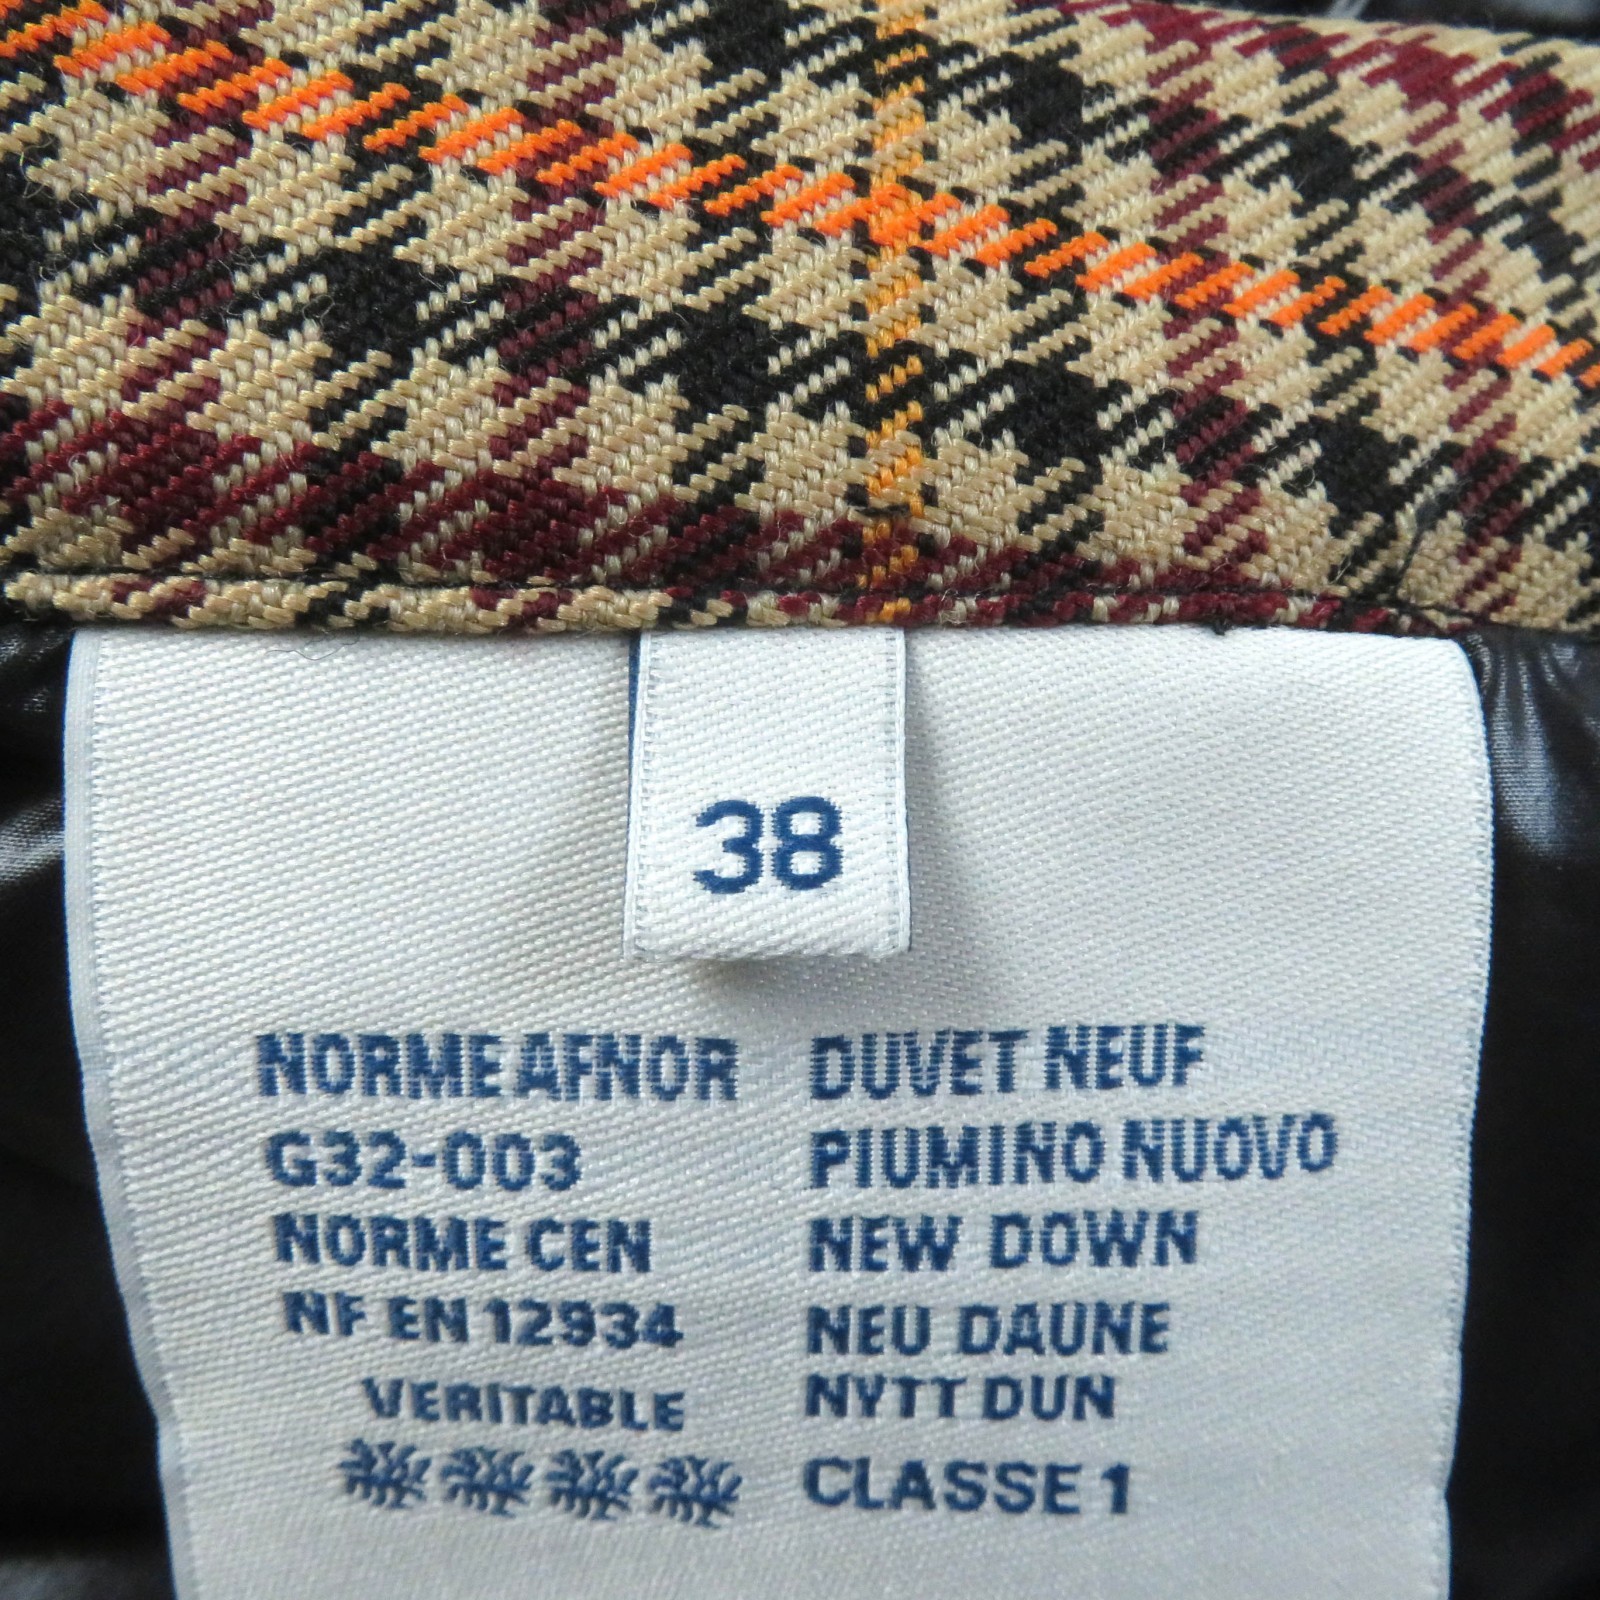 38
NORME AFNOR
G32-003
NORME CEN
NF EN 12934
VERITABLE
DUVET NEUF
PIUMINO NUOVO
NEW DOWN
NEU DAUNE
NYTT DUN
CLASSE 1